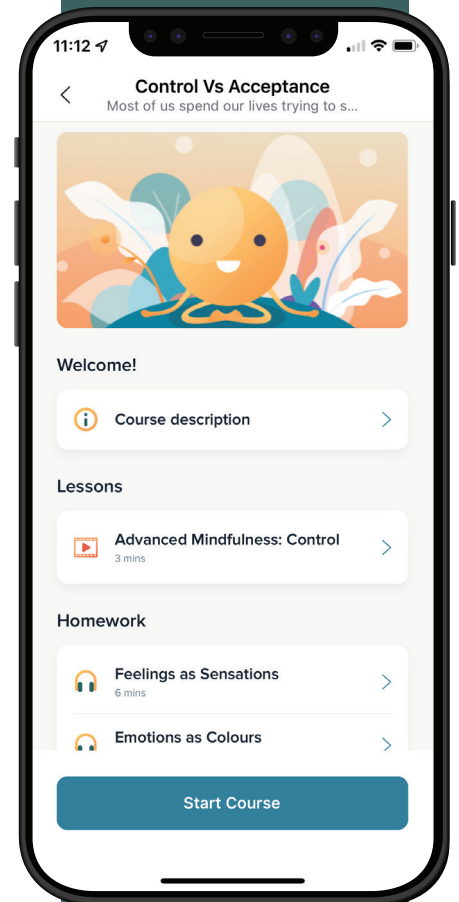 11:12
Control Vs Acceptance
Most of us spend our lives trying to s...
Welcome!
Course description
Lessons
Advanced Mindfulness: Control
3 mins
Homework
Feelings as Sensations
6 mins
Emotions as Colours
Start Course